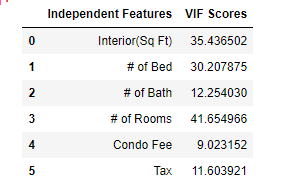 Independent Features VIF Scores
0 Interior(Sq Ft) 35.436502
1 # of Bed 30.207875
2 # of Bath 12.254030
3 # of Rooms 41.654966
4 Condo Fee 9.023152
5 Tax 11.603921